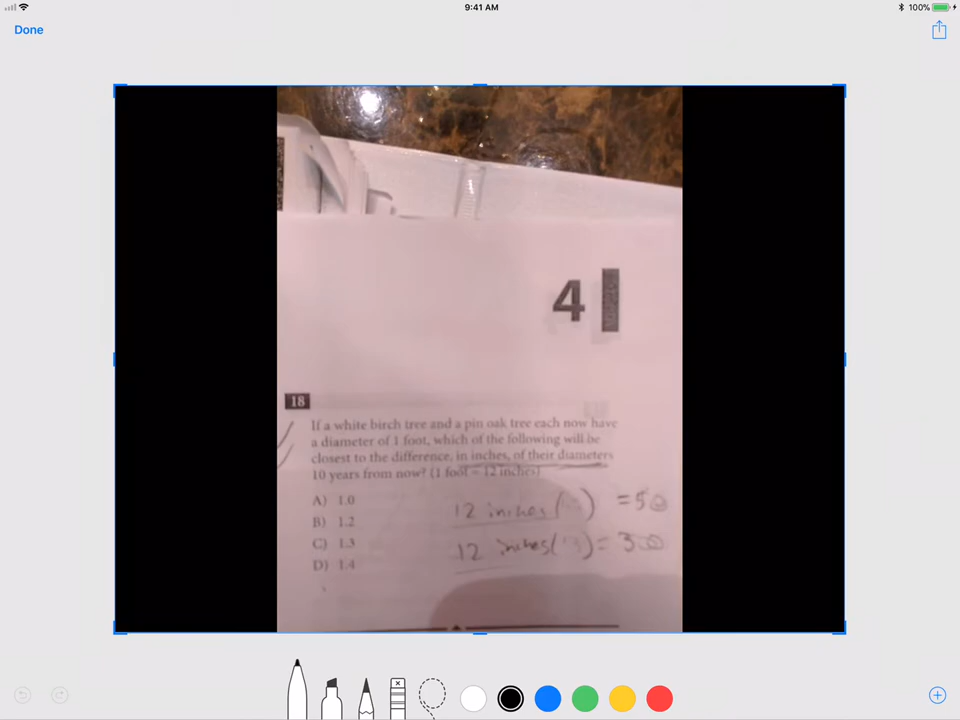 9:41 AM
100%
Done
4
18
If a white birch tree and a pin oak tree each now have
a diameter of 1 foot, which of the following will be
closest to the difference, in inches, of their diameters
10 years from now? (1 foot = 12 inches)
A) 1.0
B) 1.2
C) 1.3
D) 1.4
12 inches ( ) = 50
12 inches ( ) = 300